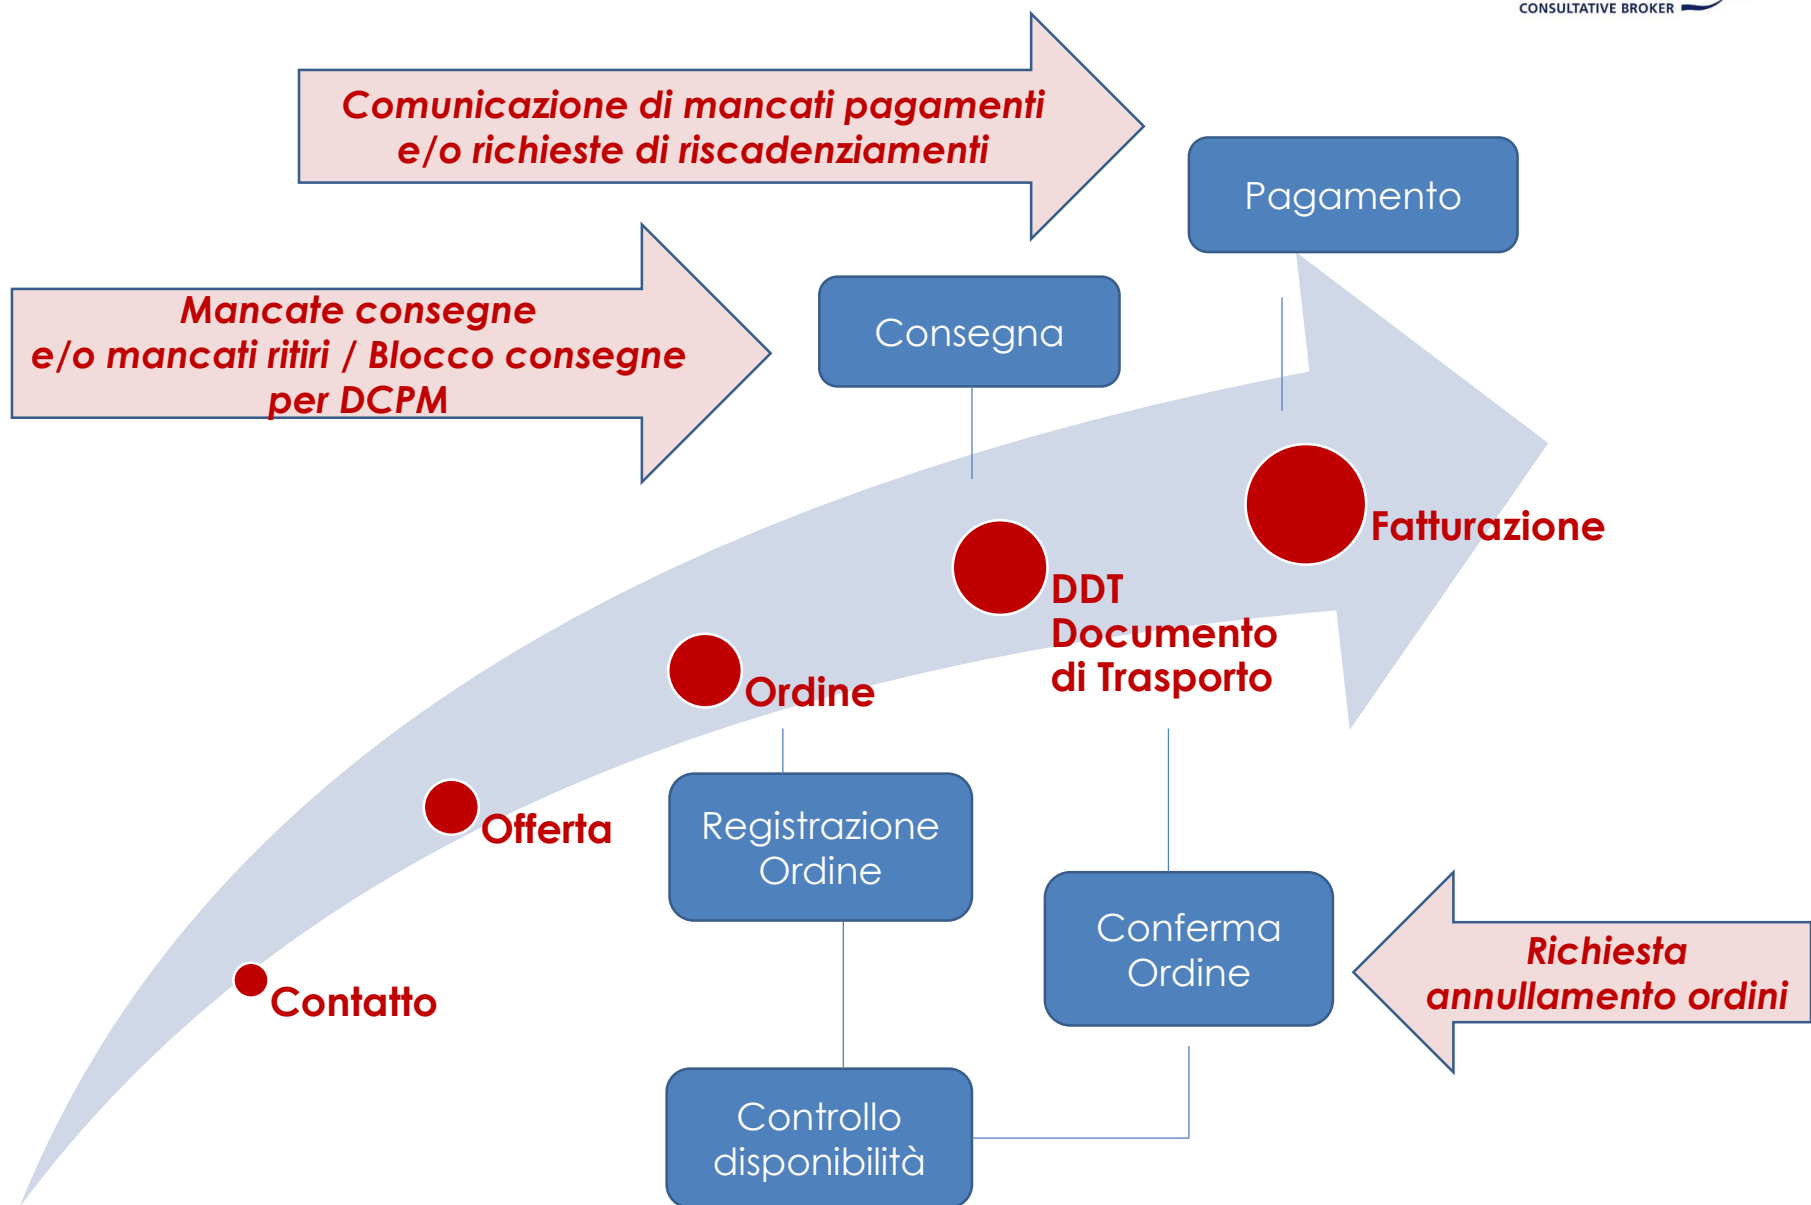 CONSULTATIVE BROKER
Comunicazione di mancati pagamenti
e/o richieste di riscadenziamenti
Pagamento
Mancate consegne
e/o mancati ritiri / Blocco consegne
per DCPM
Consegna
Fatturazione
DDT
Documento
di Trasporto
Ordine
Offerta
Registrazione
Ordine
Conferma
Ordine
Richiesta
annullamento ordini
Contatto
Controllo
disponibilità